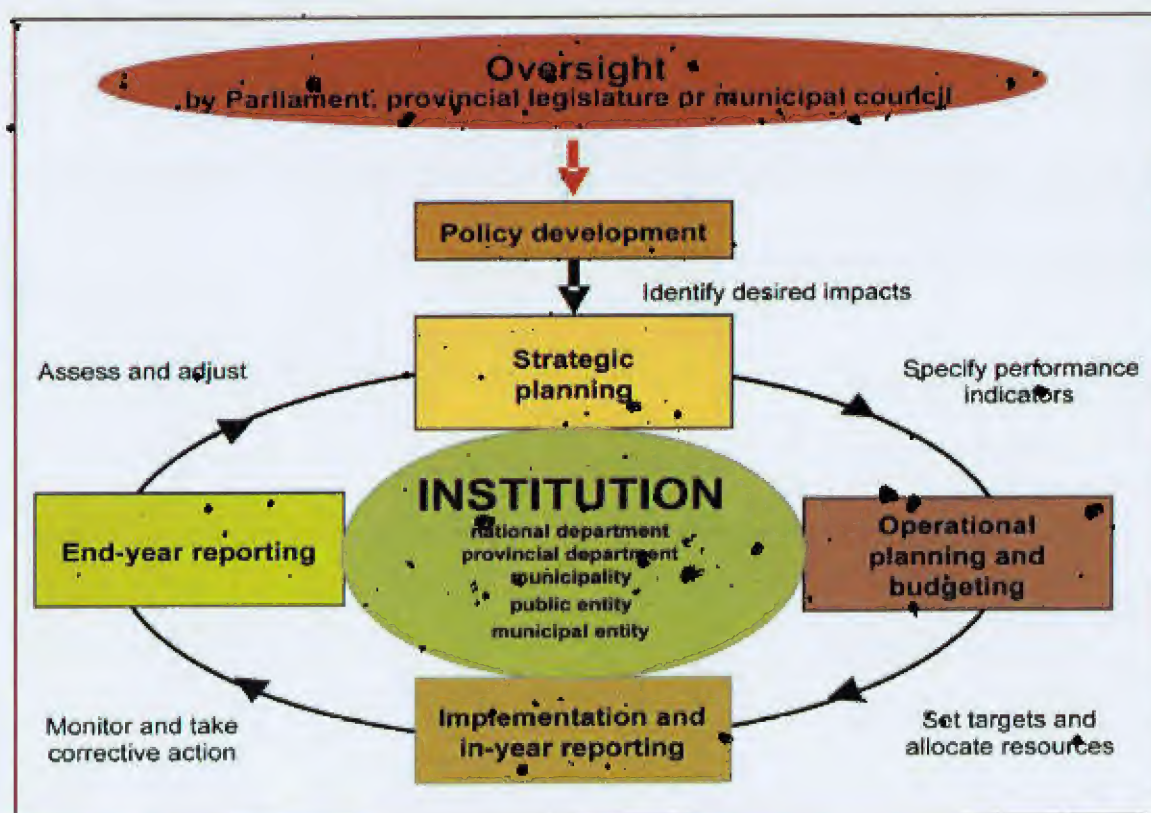 Oversight
by Parliament, provincial legislature or municipal council
Policy development
Identify desired impacts
Strategic
planning
Assess and adjust
Specify performance
indicators
INSTITUTION
national department
provincial department
municipality
public entity
municipal entity
End-year reporting
Operational
planning and
budgeting
Monitor and take
corrective action
Implementation and
in-year reporting
Set targets and
allocate resources